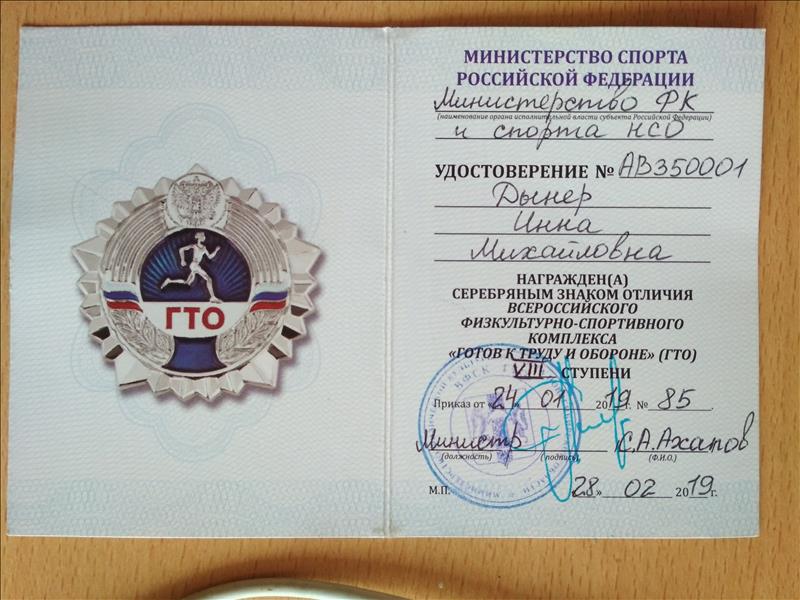 ГТО
МИНИСТЕРСТВО СПОРТА
РОССИЙСКОЙ ФЕДЕРАЦИИ
Министерство ФК
(наименование органа исполнительной власти субъекта Российской Федерации)
и спорта НСО
УДОСТОВЕРЕНИЕ № АВ350001
Дынер
Инна
Михайловна
НАГРАЖДЕН(А)
СЕРЕБРЯНЫМ ЗНАКОМ ОТЛИЧИЯ
ВСЕРОССИЙСКОГО
ФИЗКУЛЬТУРНО-СПОРТИВНОГО
КОМПЛЕКСА
«ГОТОВ К ТРУДУ И ОБОРОНЕ» (ГТО)
VIII СТУПЕНИ
Приказ от «24» 01 2019г. № 85.
Министр С.А.Ахапов
(должность) (подпись) (Ф.И.О.)
М.П. «28» 02 2019г.